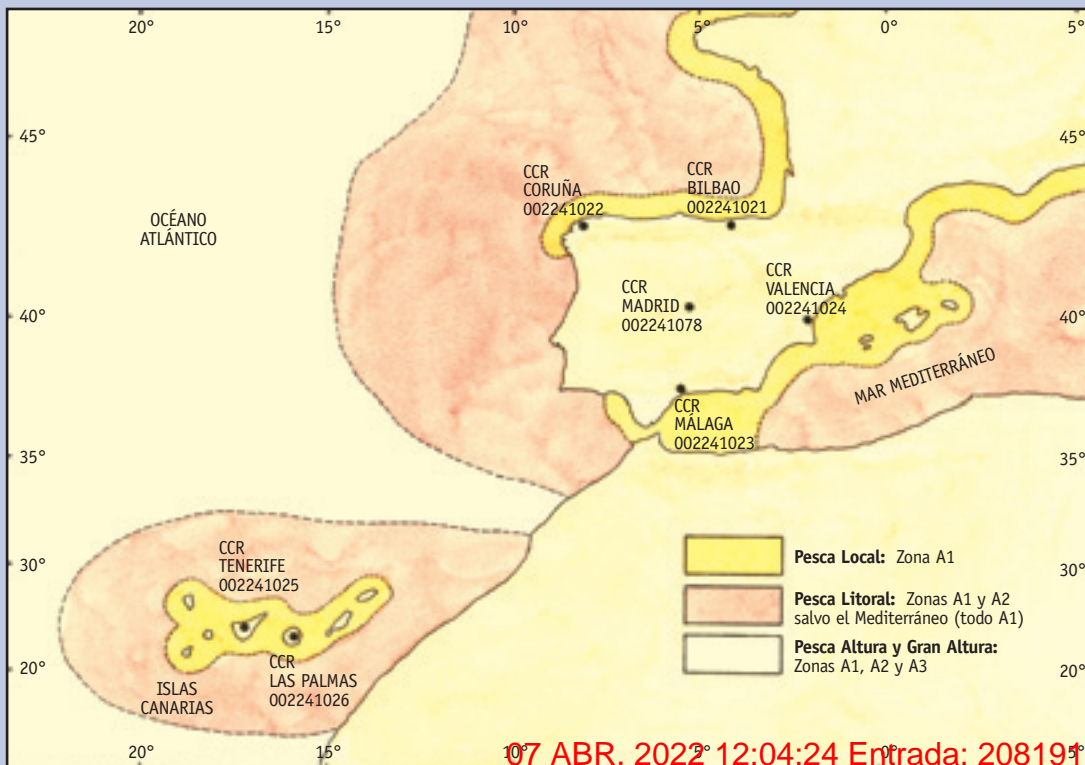 20°
15°
10°
5°
0°
5°
45°
45°
CCR
CORUÑA
002241022
CCR
BILBAO
002241021
OCÉANO
ATLÁNTICO
CCR
MADRID
002241078
CCR
VALENCIA
002241024
40°
40°
MAR MEDITERRÁNEO
CCR
MÁLAGA
002241023
35°
35°
CCR
TENERIFE
002241025
30°
30°
Pesca Local: Zona A1
Pesca Litoral: Zonas A1 y A2
salvo el Mediterráneo (todo A1)
Pesca Altura y Gran Altura:
Zonas A1, A2 y A3
20°
20°
CCR
LAS PALMAS
002241026
ISLAS
CANARIAS
20°
15°
10°
5°
0°
5°
07 ABR. 2022 12:04:24 Entrada: 208191